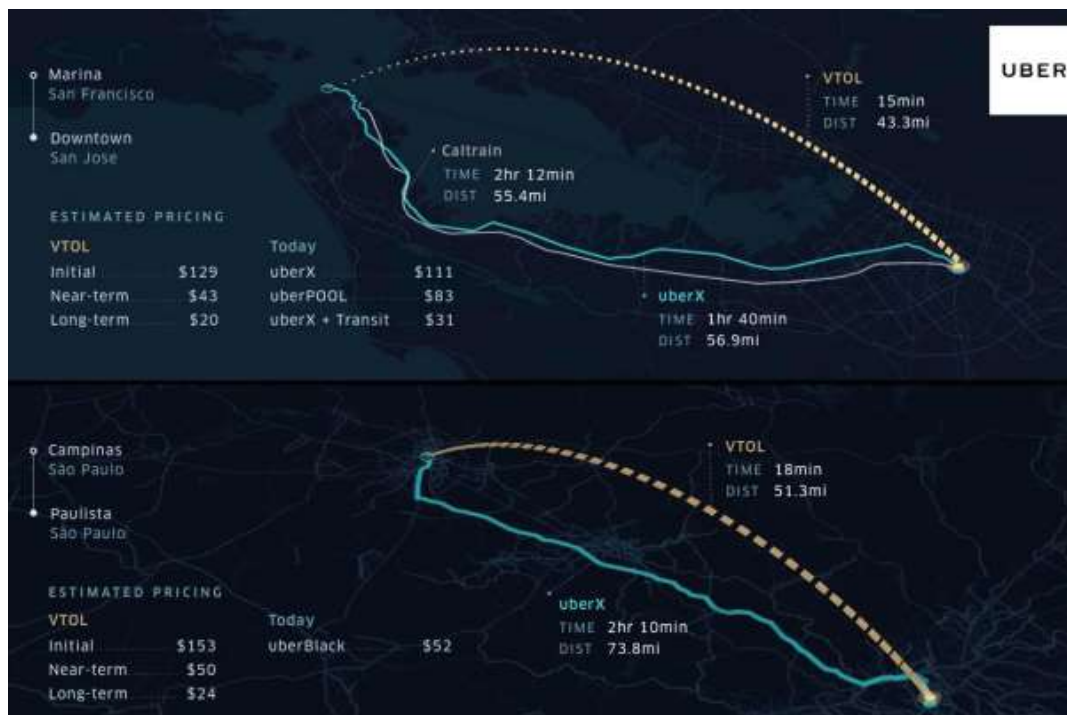 UBER
Marina
San Francisco
Downtown
San Jose
VTOL
TIME 15min
DIST 43.3mi
Caltrain
TIME 2hr 12min
DIST 55.4mi
ESTIMATED PRICING
VTOL Today
Initial $129 uberX $111
Near-term $43 uberPOOL $83
Long-term $20 uberX + Transit $31
uberX
TIME 1hr 40min
DIST 56.9mi
Campinas
São Paulo
Paulista
São Paulo
VTOL
TIME 18min
DIST 51.3mi
ESTIMATED PRICING
VTOL Today
Initial $153 uberBlack $52
Near-term $50
Long-term $24
uberX
TIME 2hr 10min
DIST 73.8mi